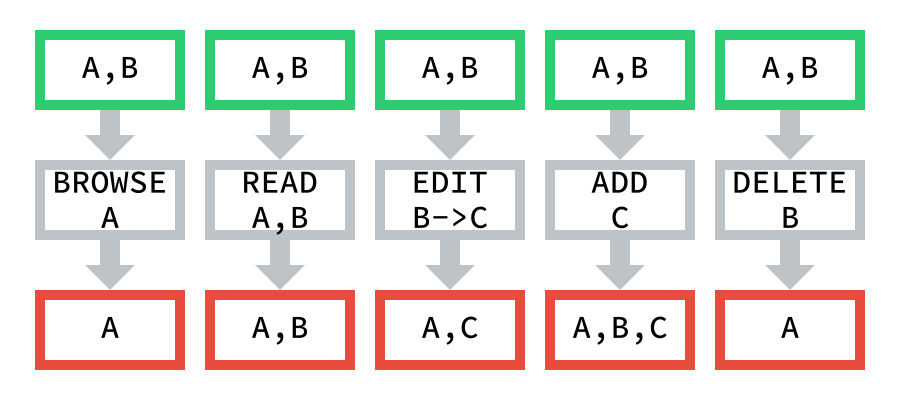 A,B
A,B
A,B
A,B
A,B
BROWSE
A
READ
A,B
EDIT
B->C
ADD
C
DELETE
B
A
A,B
A,C
A,B,C
A